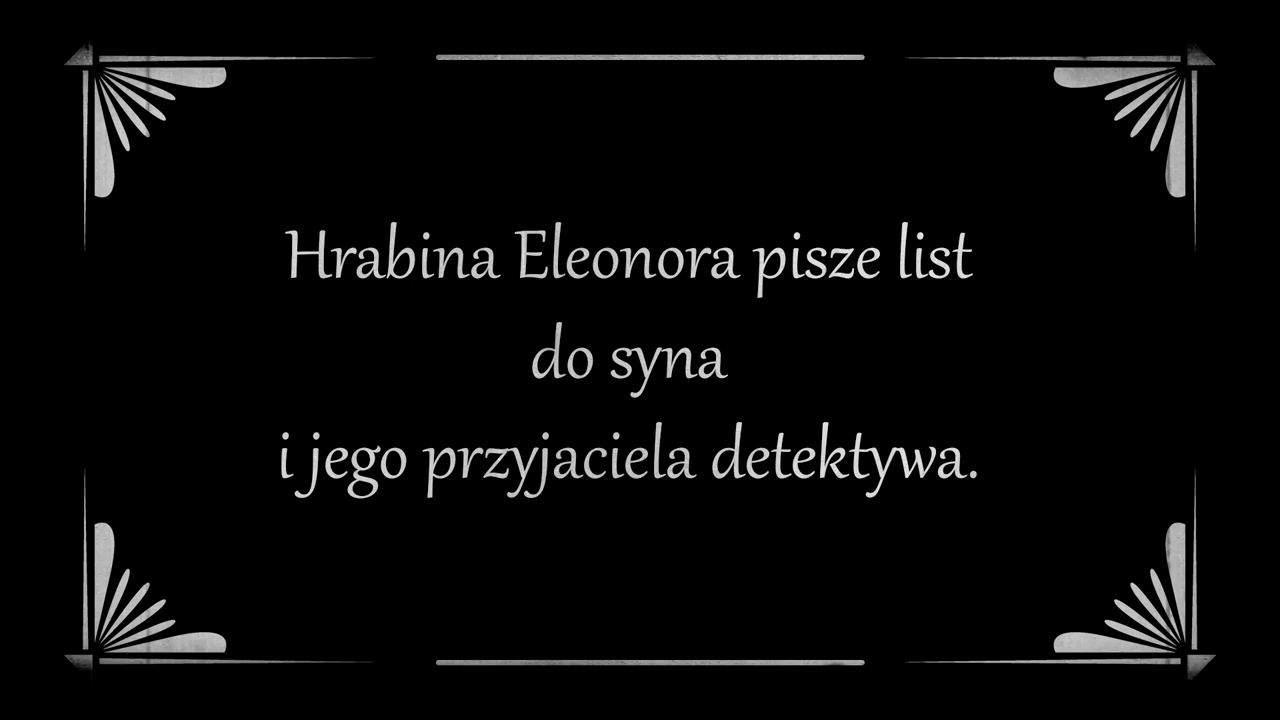 Hrabina Eleonora pisze list
do syna
i jego przyjaciela detektywa.